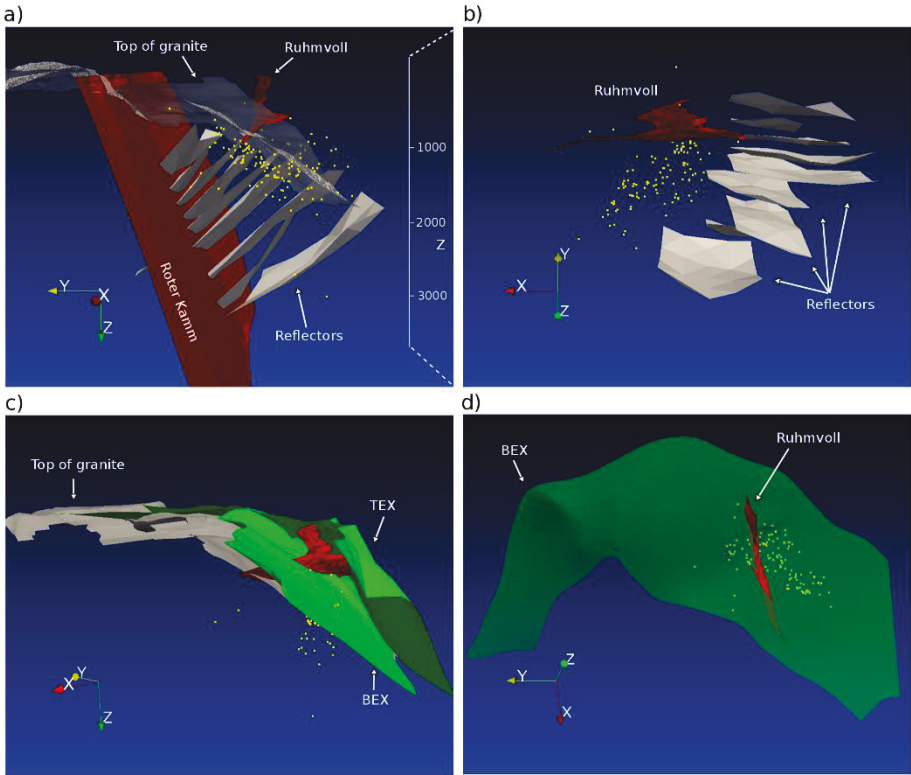 a)
Top of granite
Ruhmvoll
1000
2000
Z
3000
Roter Kamm
Reflectors
Y
X
Z
b)
Ruhmvoll
Y
X
Z
Reflectors
c)
Top of granite
TEX
BEX
Y
X
Z
d)
BEX
Ruhmvoll
Z
Y
X